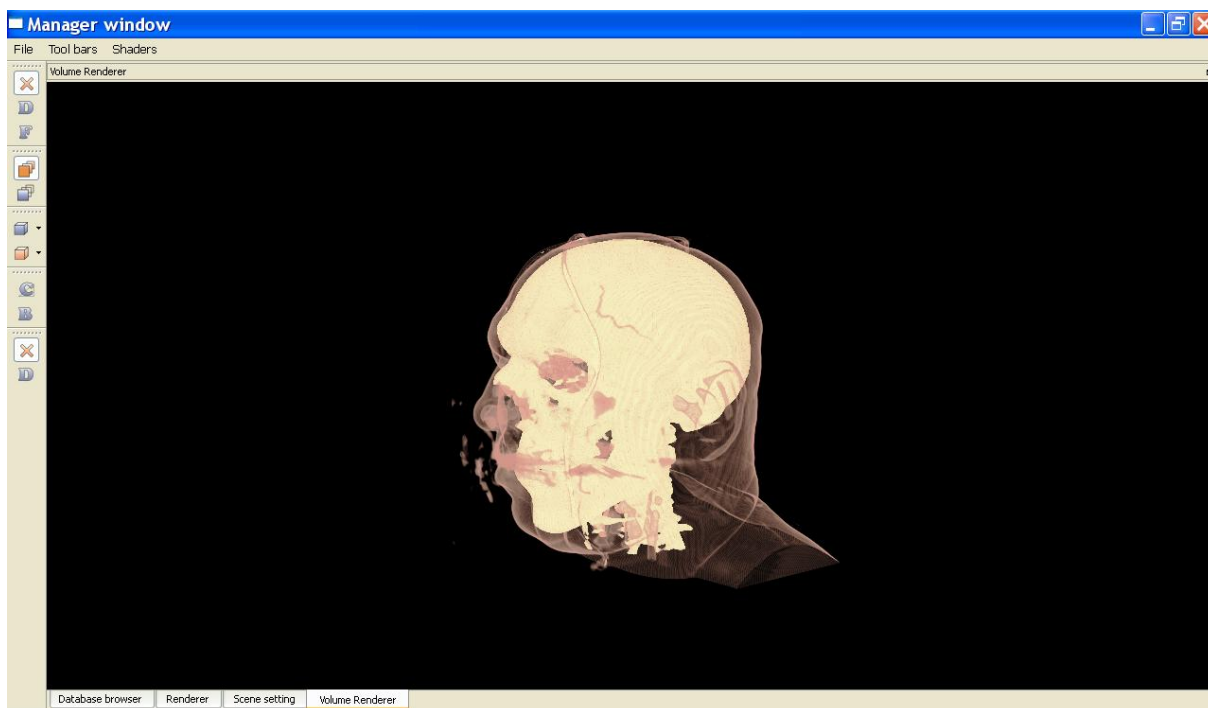 Manager window
File Tool bars Shaders
Volume Renderer
D
F
C
B
D
Database browser Renderer Scene setting Volume Renderer